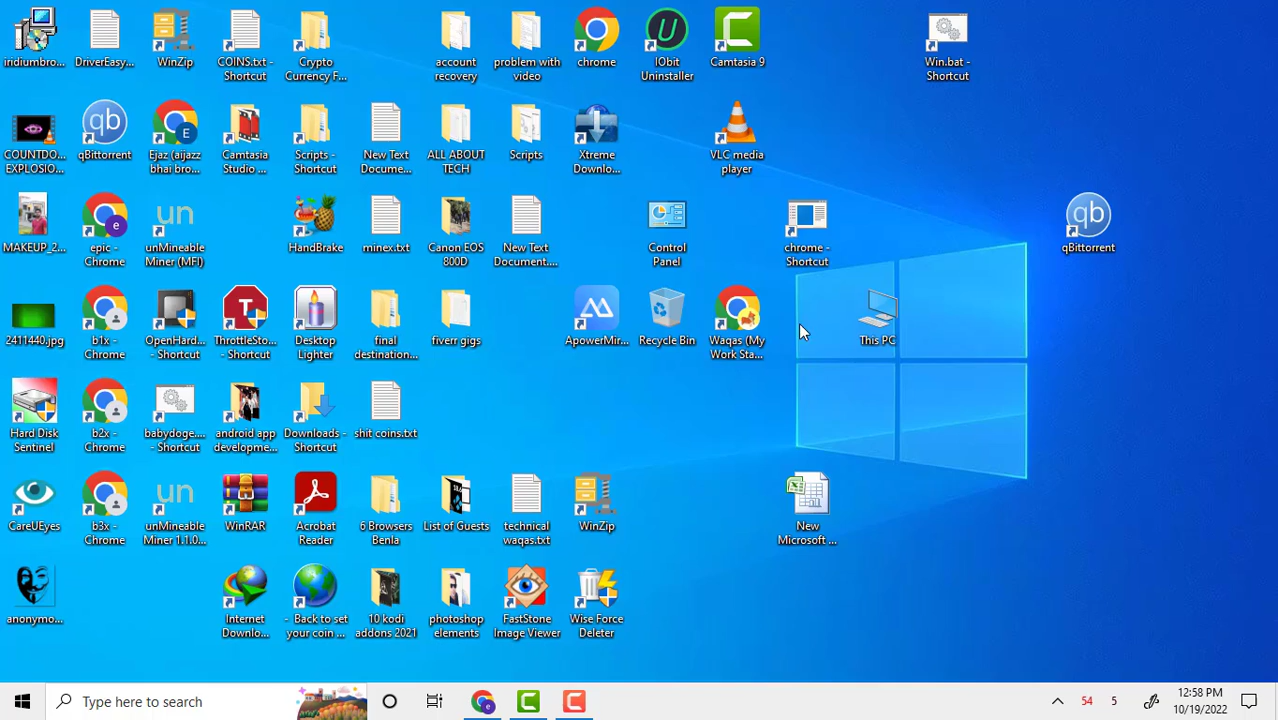 iridiumbro...
DriverEasy...
WinZip
COINS.txt -
Shortcut
Crypto
Currency F...
account
recovery
problem with
video
chrome
IObit
Uninstaller
Camtasia 9
Win.bat -
Shortcut
COUNTDO...
EXPLOSIO...
qBittorrent
Ejaz (aijazz
bhai bro...
Camtasia
Studio ...
Scripts -
Shortcut
New Text
Docume...
ALL ABOUT
TECH
Scripts
Xtreme
Downlo...
VLC media
player
MAKEUP_2...
epic -
Chrome
unMineable
Miner (MFI)
HandBrake
minex.txt
Canon EOS
800D
New Text
Document....
Control
Panel
chrome -
Shortcut
qBittorrent
2411440.jpg
b1x -
Chrome
OpenHard...
- Shortcut
ThrottleSto...
- Shortcut
Desktop
Lighter
final
destination...
fiverr gigs
ApowerMir...
Recycle Bin
Waqas (My
Work Sta...
This PC
Hard Disk
Sentinel
b2x -
Chrome
babydoge....
- Shortcut
android app
developme...
Downloads -
Shortcut
shit coins.txt
CareUEyes
b3x -
Chrome
unMineable
Miner 1.1.0...
WinRAR
Acrobat
Reader
6 Browsers
Benla
List of Guests
technical
waqas.txt
WinZip
New
Microsoft ...
anonymo...
Internet
Downlo...
- Back to set
your coin ...
10 kodi
addons 2021
photoshop
elements
FastStone
Image Viewer
Wise Force
Deleter
Type here to search
54
5
12:58 PM
10/19/2022